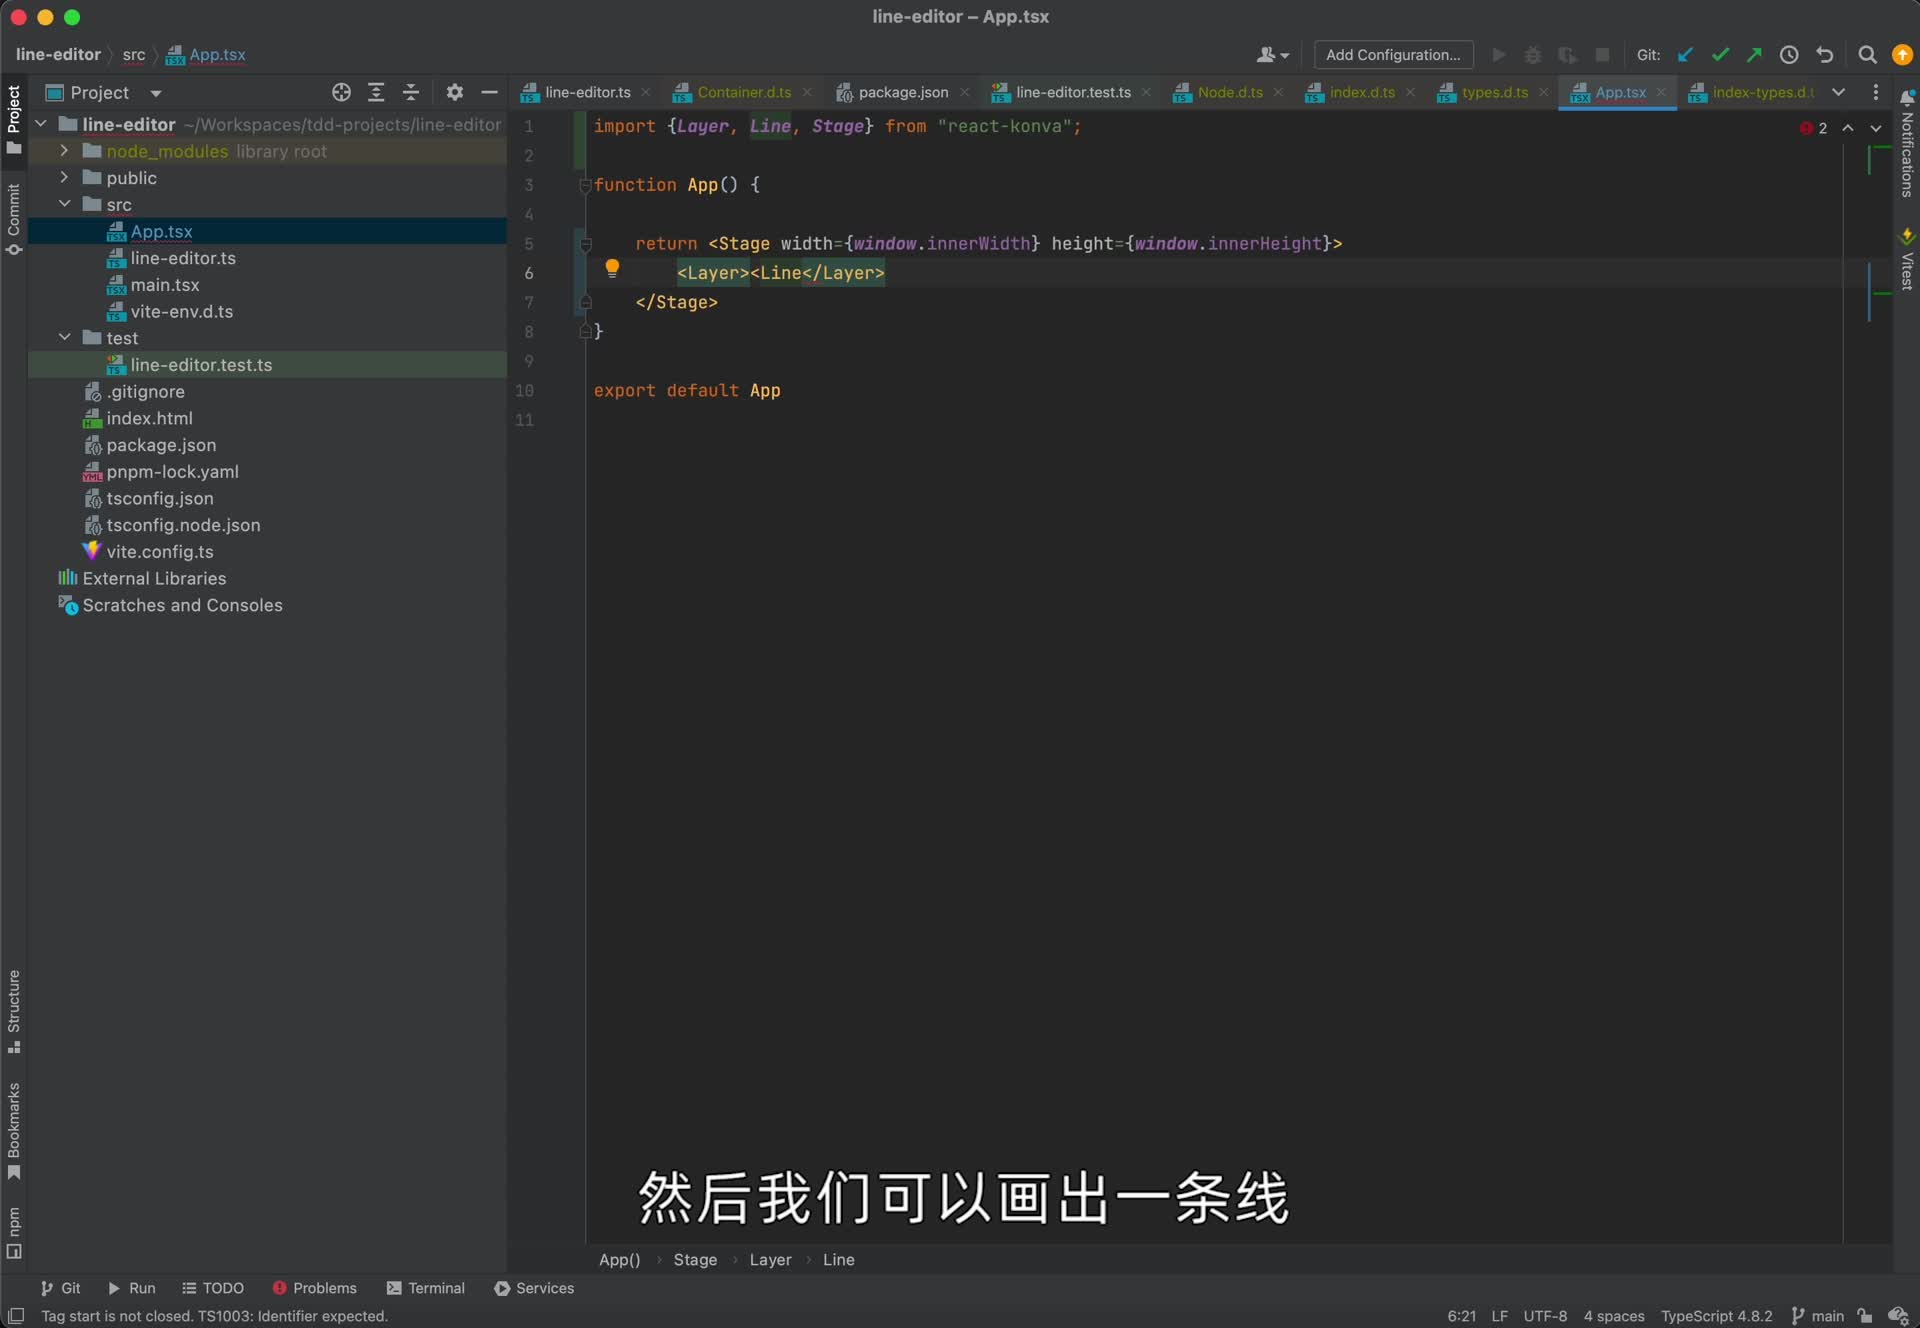 line-editor – App.tsx
line-editor src App.tsx
Add Configuration...
Git:
Project
line-editor ~/Workspaces/tdd-projects/line-editor
node_modules library root
public
src
App.tsx
line-editor.ts
main.tsx
vite-env.d.ts
test
line-editor.test.ts
.gitignore
index.html
package.json
pnpm-lock.yaml
tsconfig.json
tsconfig.node.json
vite.config.ts
External Libraries
Scratches and Consoles
Project
Commit
Structure
Bookmarks
npm
line-editor.ts Container.d.ts package.json line-editor.test.ts Node.d.ts index.d.ts types.d.ts App.tsx index-types.d.t
1 import {Layer, Line, Stage} from "react-konva";
2
3 function App() {
4
5 return <Stage width={window.innerWidth} height={window.innerHeight}>
6 <Layer><Line</Layer>
7 </Stage>
8 }
9
10 export default App
11
2
Notifications
Vitest
然后我们可以画出一条线
App() › Stage › Layer › Line
Git Run TODO Problems Terminal Services
Tag start is not closed. TS1003: Identifier expected.
6:21 LF UTF-8 4 spaces TypeScript 4.8.2 main